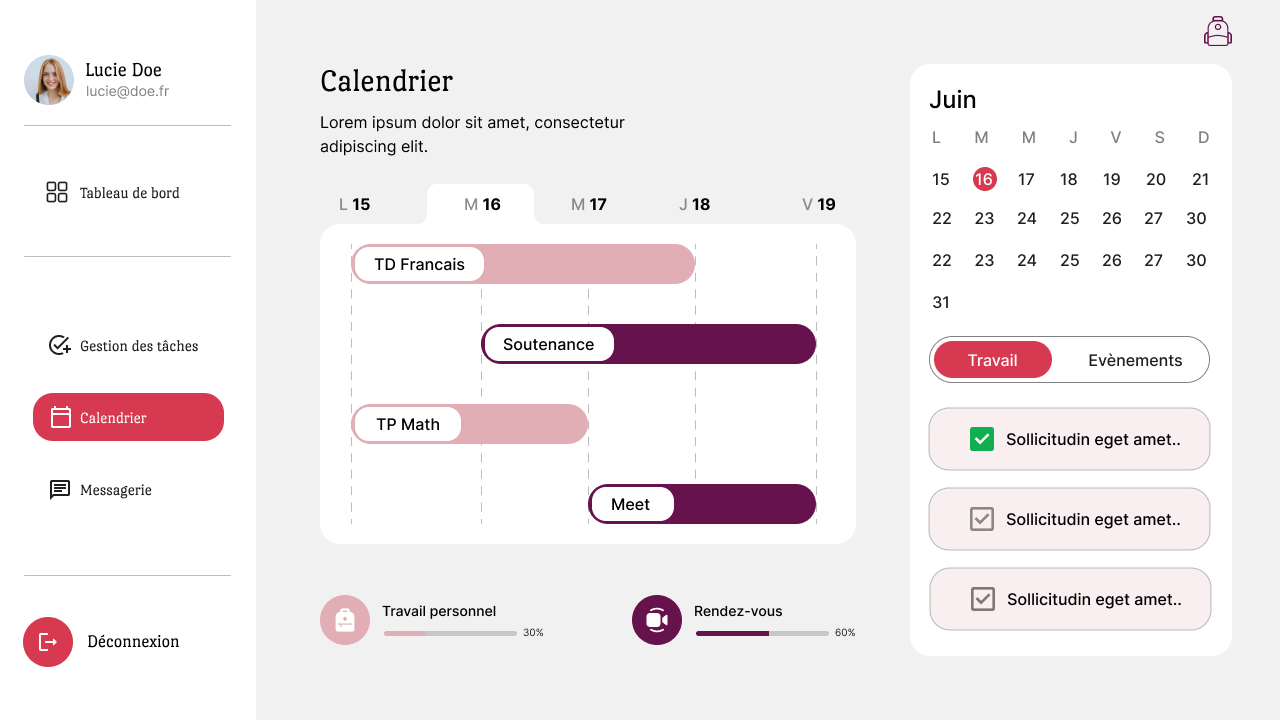 Lucie Doe
lucie@doe.fr
Tableau de bord
Gestion des tâches
Calendrier
Messagerie
Déconnexion
Calendrier
Lorem ipsum dolor sit amet, consectetur
adipiscing elit.
L 15 M 16 M 17 J 18 V 19
TD Francais
Soutenance
TP Math
Meet
Travail personnel
30%
Rendez-vous
60%
Juin
L M M J V S D
15 16 17 18 19 20 21
22 23 24 25 26 27 30
22 23 24 25 26 27 30
31
Travail Evènements
Sollicitudin eget amet..
Sollicitudin eget amet..
Sollicitudin eget amet..